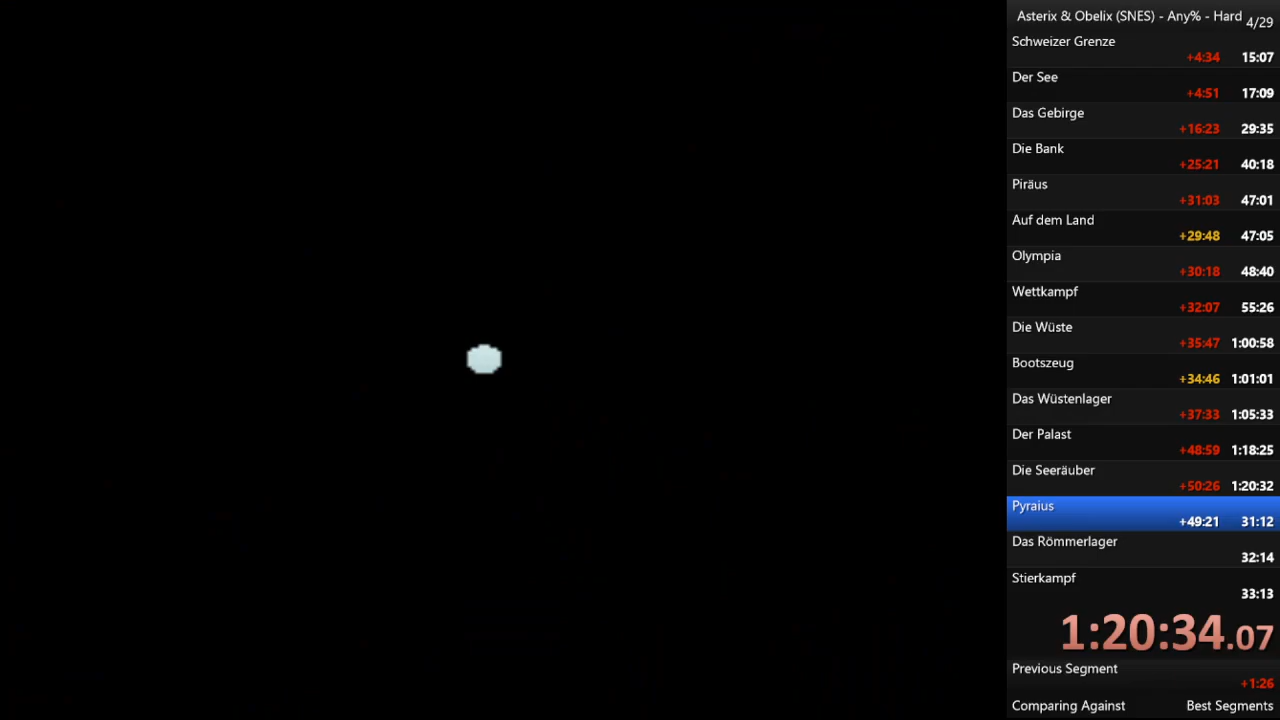 Asterix & Obelix (SNES) - Any% - Hard 4/29
Schweizer Grenze
+4:34 15:07
Der See
+4:51 17:09
Das Gebirge
+16:23 29:35
Die Bank
+25:21 40:18
Piräus
+31:03 47:01
Auf dem Land
+29:48 47:05
Olympia
+30:18 48:40
Wettkampf
+32:07 55:26
Die Wüste
+35:47 1:00:58
Bootszeug
+34:46 1:01:01
Das Wüstenlager
+37:33 1:05:33
Der Palast
+48:59 1:18:25
Die Seeräuber
+50:26 1:20:32
Pyraius
+49:21 31:12
Das Römmerlager
32:14
Stierkampf
33:13
1:20:34.07
Previous Segment
+1:26
Comparing Against Best Segments